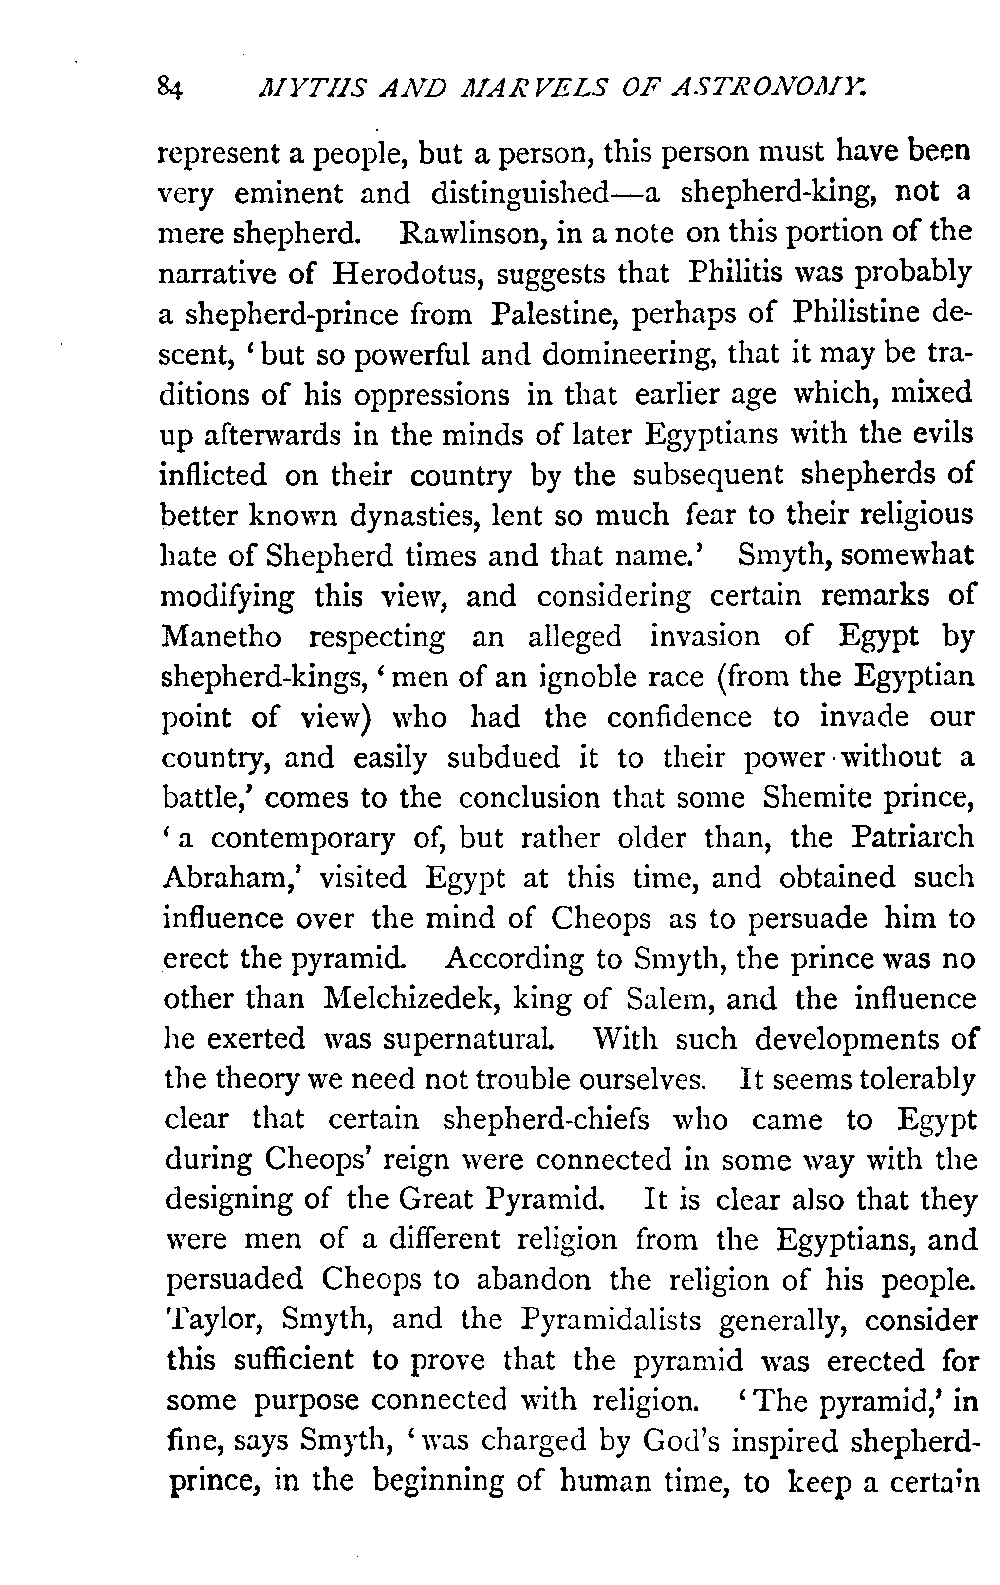 84 MYTHS AND MARVELS OF ASTRONOMY.
represent a people, but a person, this person must have been
very eminent and distinguished—a shepherd-king, not a
mere shepherd. Rawlinson, in a note on this portion of the
narrative of Herodotus, suggests that Philitis was probably
a shepherd-prince from Palestine, perhaps of Philistine de-
scent, ‘but so powerful and domineering, that it may be tra-
ditions of his oppressions in that earlier age which, mixed
up afterwards in the minds of later Egyptians with the evils
inflicted on their country by the subsequent shepherds of
better known dynasties, lent so much fear to their religious
hate of Shepherd times and that name.’ Smyth, somewhat
modifying this view, and considering certain remarks of
Manetho respecting an alleged invasion of Egypt by
shepherd-kings, ‘men of an ignoble race (from the Egyptian
point of view) who had the confidence to invade our
country, and easily subdued it to their power without a
battle,’ comes to the conclusion that some Shemite prince,
‘a contemporary of, but rather older than, the Patriarch
Abraham,’ visited Egypt at this time, and obtained such
influence over the mind of Cheops as to persuade him to
erect the pyramid. According to Smyth, the prince was no
other than Melchizedek, king of Salem, and the influence
he exerted was supernatural. With such developments of
the theory we need not trouble ourselves. It seems tolerably
clear that certain shepherd-chiefs who came to Egypt
during Cheops’ reign were connected in some way with the
designing of the Great Pyramid. It is clear also that they
were men of a different religion from the Egyptians, and
persuaded Cheops to abandon the religion of his people.
Taylor, Smyth, and the Pyramidalists generally, consider
this sufficient to prove that the pyramid was erected for
some purpose connected with religion. ‘The pyramid,’ in
fine, says Smyth, ‘was charged by God’s inspired shepherd-
prince, in the beginning of human time, to keep a certain